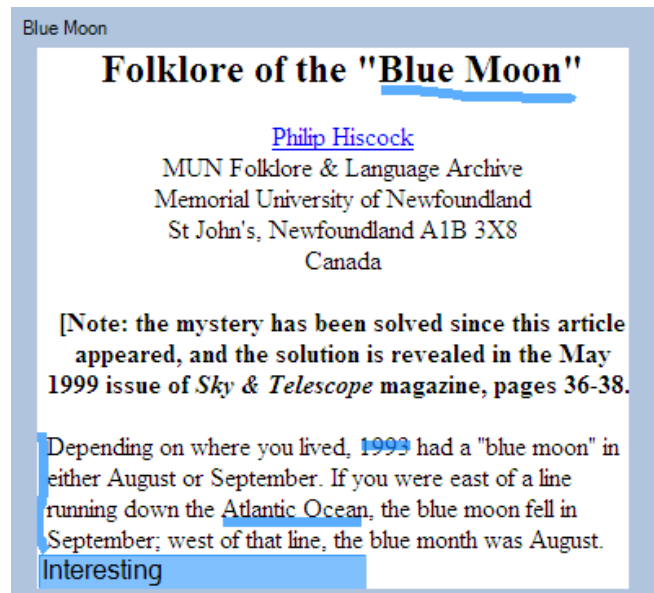 Blue Moon
Folklore of the "Blue Moon"
Philip Hiscock
MUN Folklore & Language Archive
Memorial University of Newfoundland
St John's, Newfoundland A1B 3X8
Canada
[Note: the mystery has been solved since this article
appeared, and the solution is revealed in the May
1999 issue of Sky & Telescope magazine, pages 36-38.
Depending on where you lived, 1993 had a "blue moon" in
either August or September. If you were east of a line
running down the Atlantic Ocean, the blue moon fell in
September; west of that line, the blue month was August.
Interesting